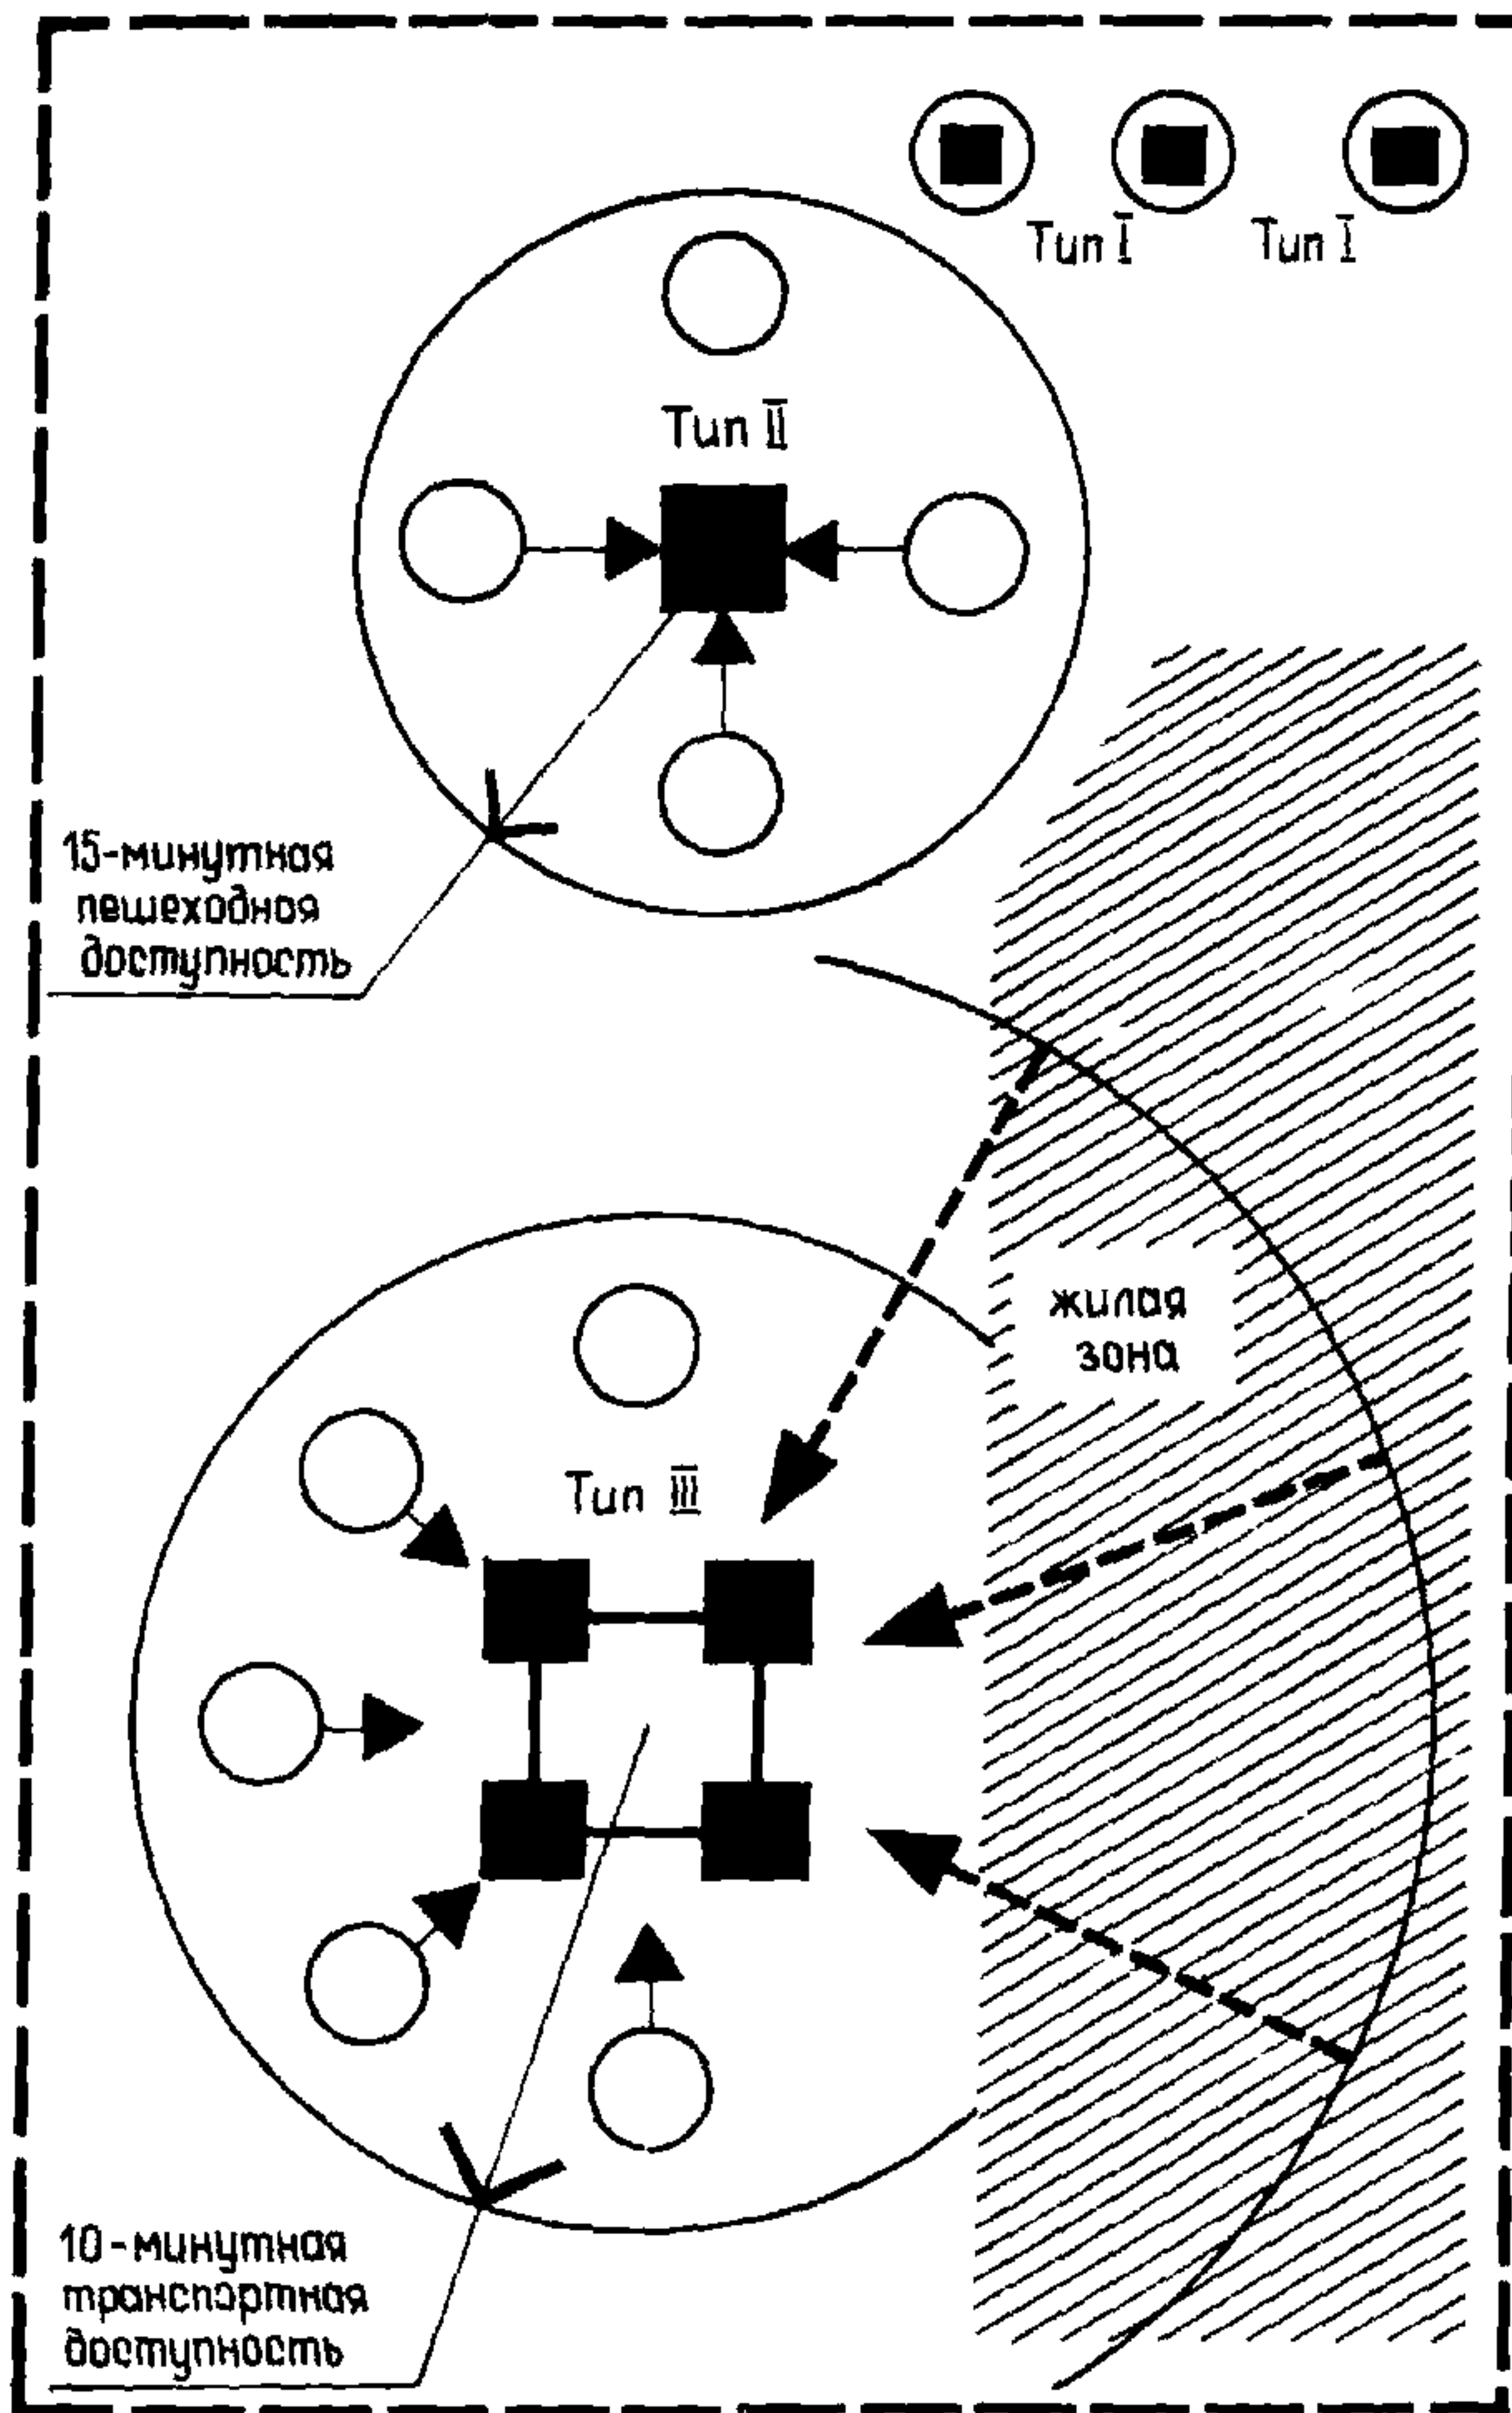 Тип I Тип I
Тип II
15-минутная
пешеходная
доступность
жилая
зона
Тип III
10-минутная
транспортная
доступность